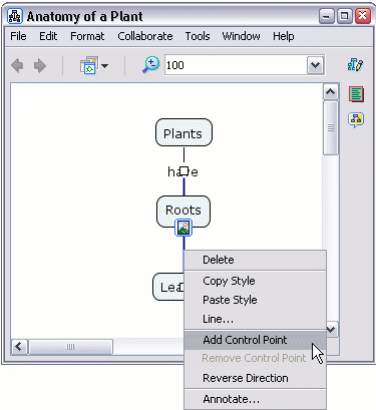 Anatomy of a Plant
File Edit Format Collaborate Tools Window Help
100
Plants
have
Roots
Delete
Copy Style
Paste Style
Line...
Add Control Point
Remove Control Point
Reverse Direction
Annotate...